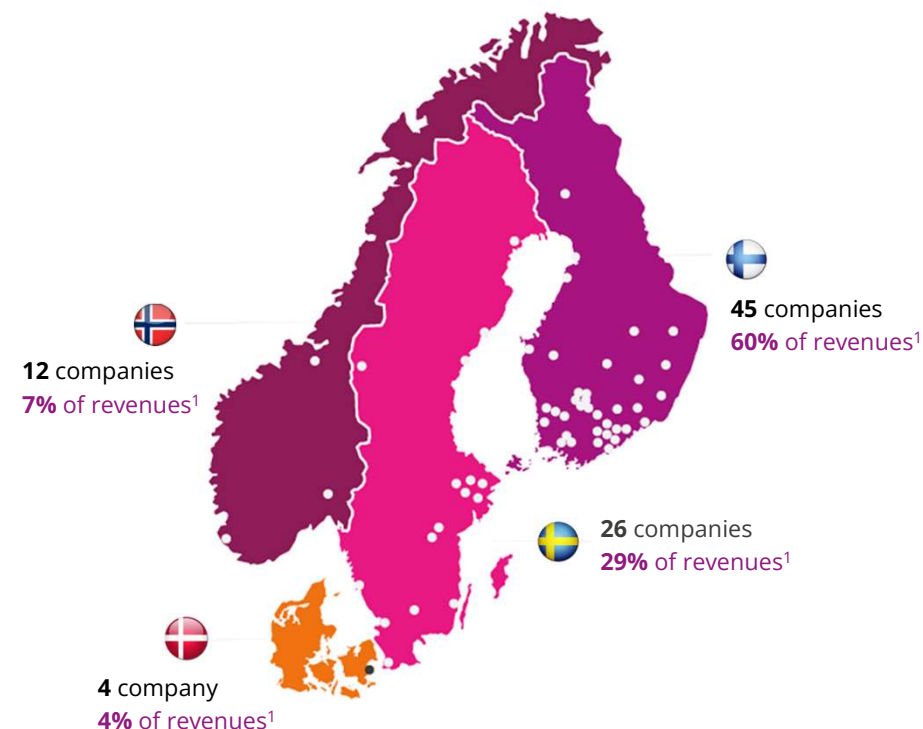 45 companies
60% of revenues¹
12 companies
7% of revenues¹
26 companies
29% of revenues¹
4 company
4% of revenues¹